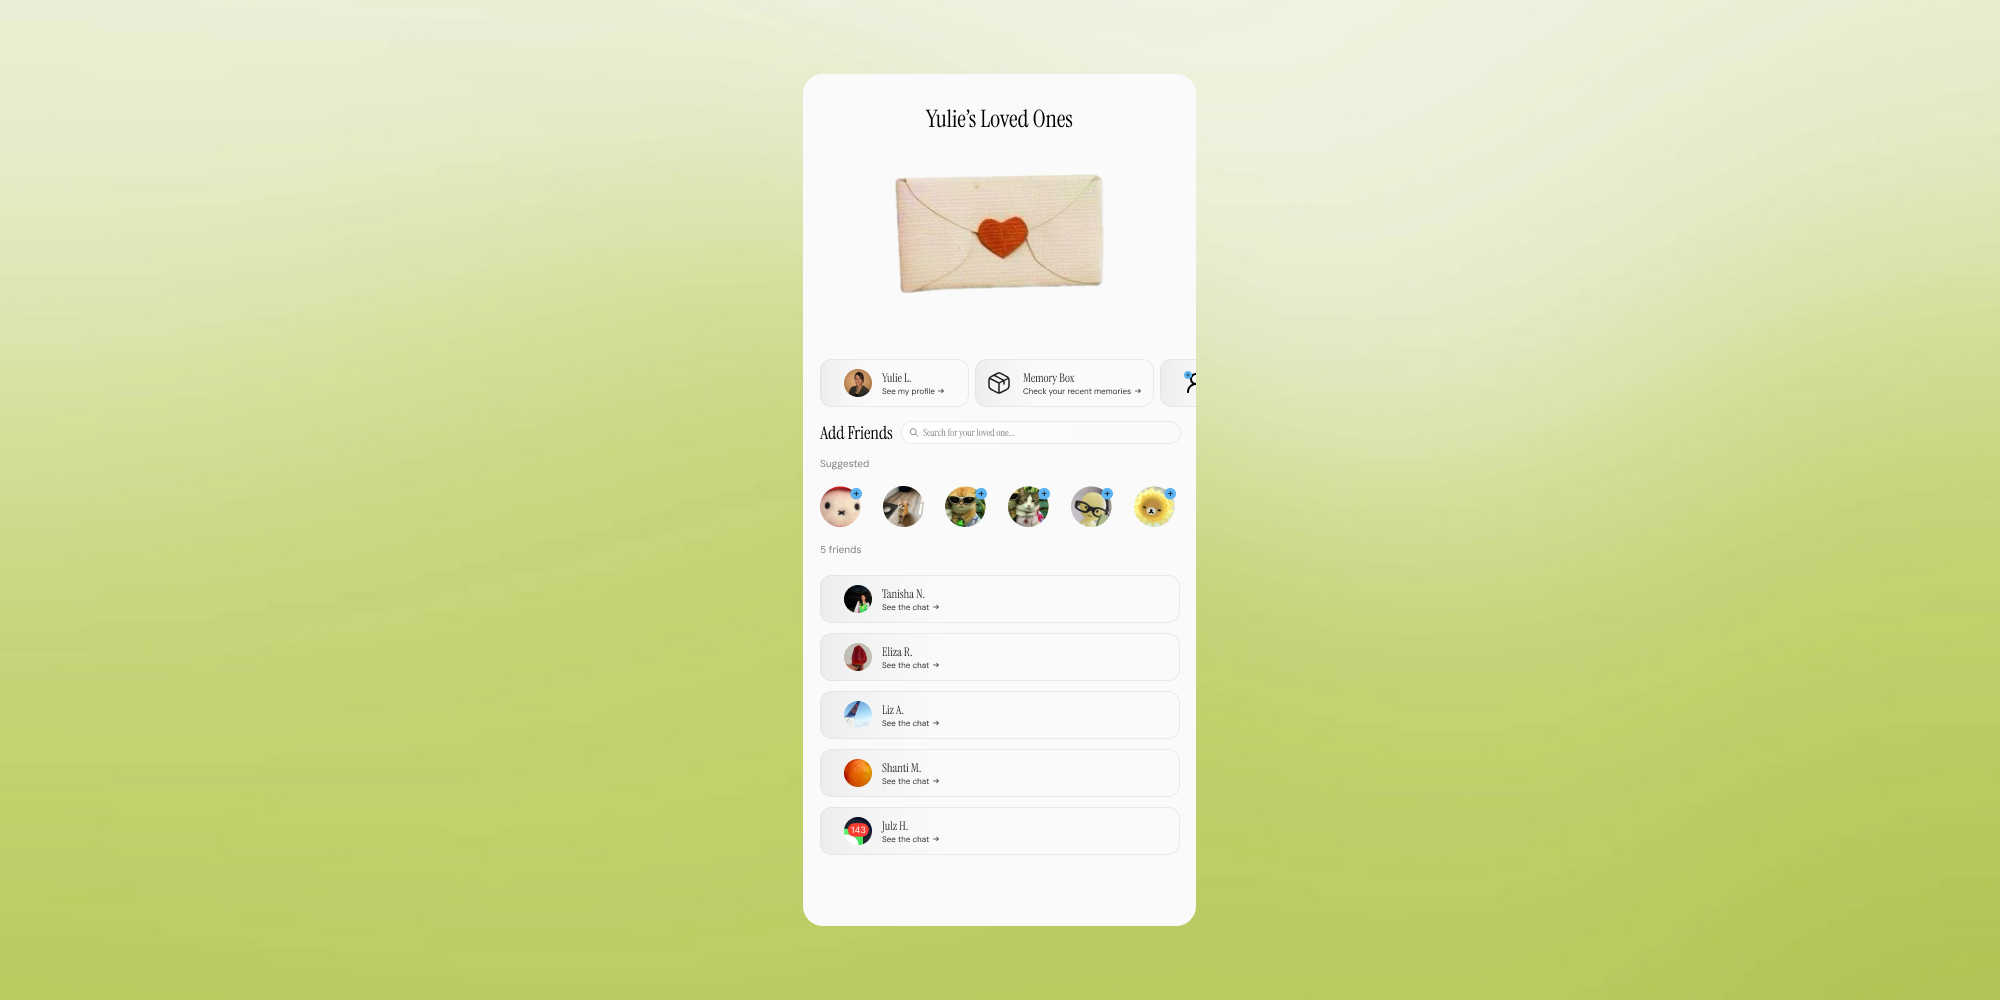 Yulie's Loved Ones
Yulie L.
See my profile →
Memory Box
Check your recent memories →
Add Friends
Search for your loved one...
Suggested
5 friends
Tanisha N.
See the chat →
Eliza R.
See the chat →
Liz A.
See the chat →
Shanti M.
See the chat →
143
Julz H.
See the chat →